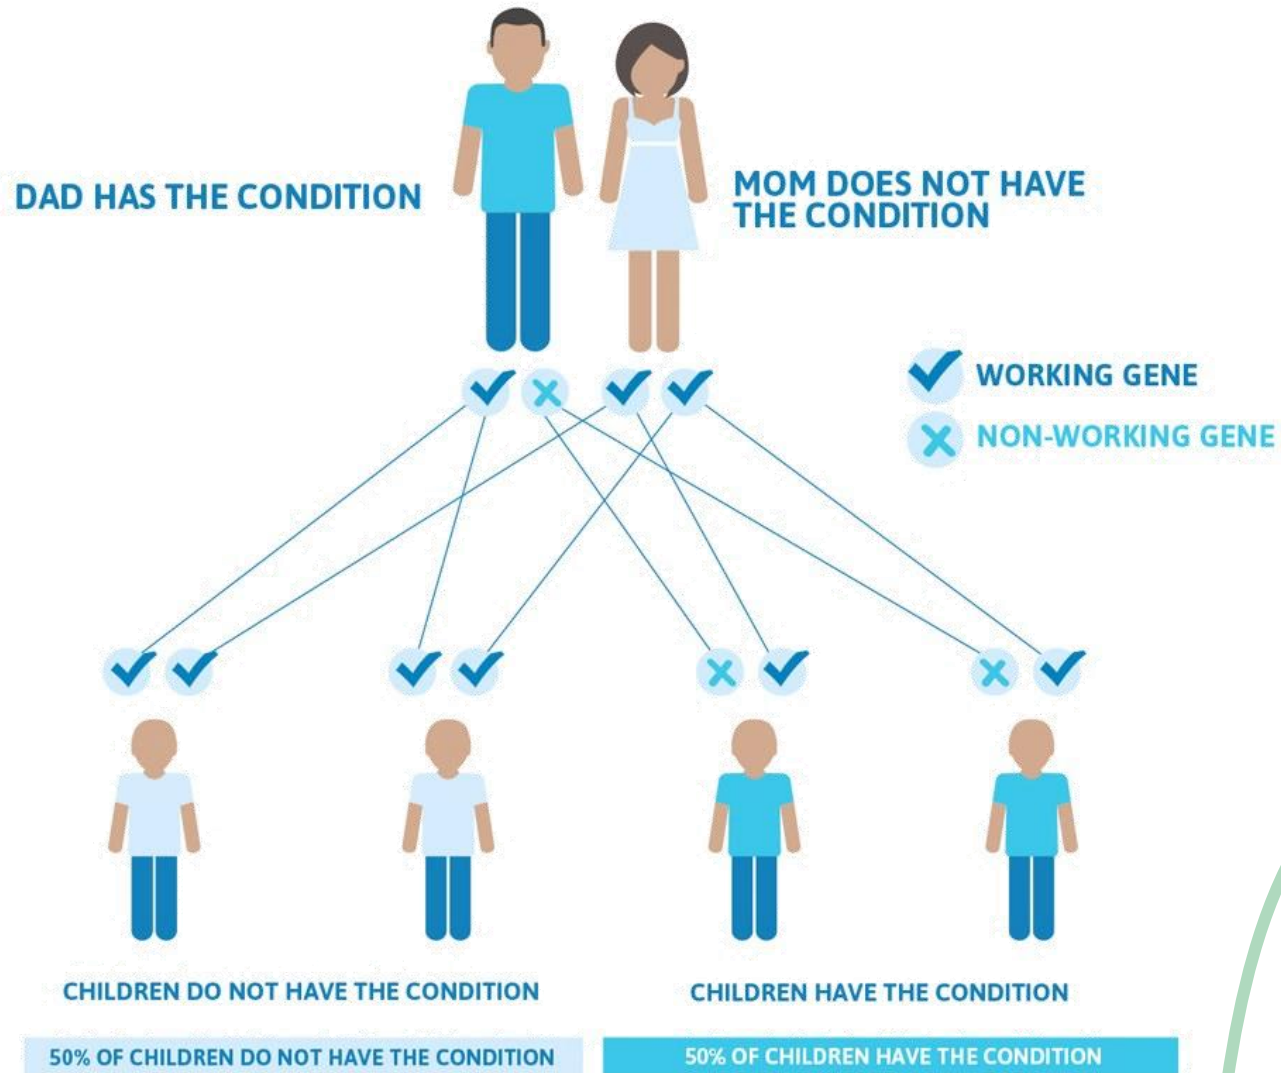 DAD HAS THE CONDITION
MOM DOES NOT HAVE
THE CONDITION
WORKING GENE
NON-WORKING GENE
CHILDREN DO NOT HAVE THE CONDITION
CHILDREN HAVE THE CONDITION
50% OF CHILDREN DO NOT HAVE THE CONDITION
50% OF CHILDREN HAVE THE CONDITION